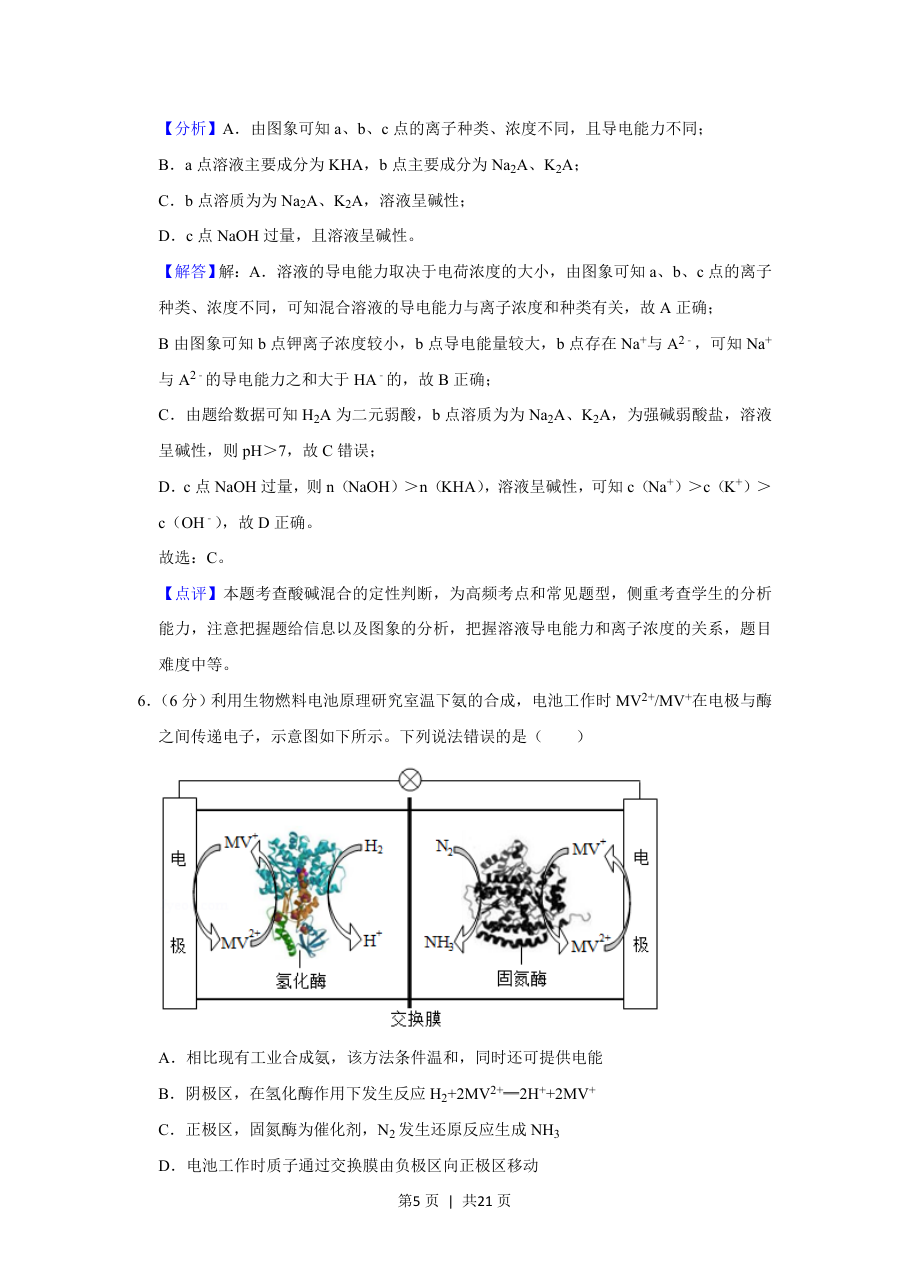 【分析】A．由图象可知 a、b、c 点的离子种类、浓度不同，且导电能力不同；
B．a 点溶液主要成分为 KHA，b 点主要成分为 Na₂A、K₂A；
C．b 点溶质为为 Na₂A、K₂A，溶液呈碱性；
D．c 点 NaOH 过量，且溶液呈碱性。
【解答】解：A．溶液的导电能力取决于电荷浓度的大小，由图象可知 a、b、c 点的离子
种类、浓度不同，可知混合溶液的导电能力与离子浓度和种类有关，故 A 正确；
B 由图象可知 b 点钾离子浓度较小，b 点导电能量较大，b 点存在 Na⁺与 A²⁻，可知 Na⁺
与 A²⁻的导电能力之和大于 HA⁻的，故 B 正确；
C．由题给数据可知 H₂A 为二元弱酸，b 点溶质为为 Na₂A、K₂A，为强碱弱酸盐，溶液
呈碱性，则 pH＞7，故 C 错误；
D．c 点 NaOH 过量，则 n（NaOH）＞n（KHA），溶液呈碱性，可知 c（Na⁺）＞c（K⁺）＞
c（OH⁻），故 D 正确。
故选：C。
【点评】本题考查酸碱混合的定性判断，为高频考点和常见题型，侧重考查学生的分析
能力，注意把握题给信息以及图象的分析，把握溶液导电能力和离子浓度的关系，题目
难度中等。
6．（6 分）利用生物燃料电池原理研究室温下氨的合成，电池工作时 MV²⁺/MV⁺在电极与酶
之间传递电子，示意图如下所示。下列说法错误的是（　　）
电极
MV⁺
MV²⁺
H₂
H⁺
氢化酶
N₂
NH₃
MV⁺
MV²⁺
固氮酶
电极
交换膜
A．相比现有工业合成氨，该方法条件温和，同时还可提供电能
B．阴极区，在氢化酶作用下发生反应 H₂+2MV²⁺═2H⁺+2MV⁺
C．正极区，固氮酶为催化剂，N₂ 发生还原反应生成 NH₃
D．电池工作时质子通过交换膜由负极区向正极区移动
第5 页 | 共21 页